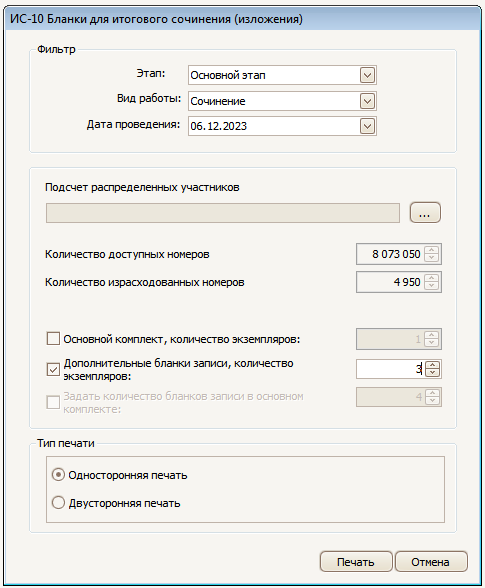 ИС-10 Бланки для итогового сочинения (изложения)
Фильтр
Этап: Основной этап
Вид работы: Сочинение
Дата проведения: 06.12.2023
Подсчет распределенных участников
...
Количество доступных номеров 8 073 050
Количество израсходованных номеров 4 950
Основной комплект, количество экземпляров: 1
Дополнительные бланки записи, количество экземпляров: 3
Задать количество бланков записи в основном комплекте: 4
Тип печати
Односторонняя печать
Двусторонняя печать
Печать Отмена